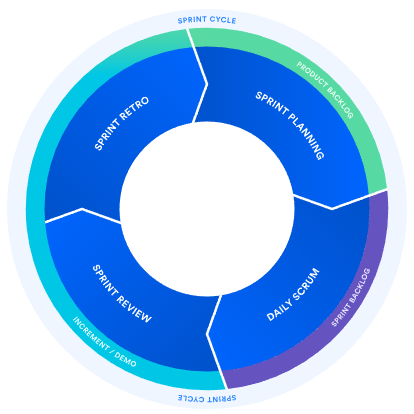 SPRINT CYCLE
PRODUCT BACKLOG
SPRINT PLANNING
SPRINT RETRO
DAILY SCRUM
SPRINT BACKLOG
SPRINT REVIEW
INCREMENT / DEMO
SPRINT CYCLE